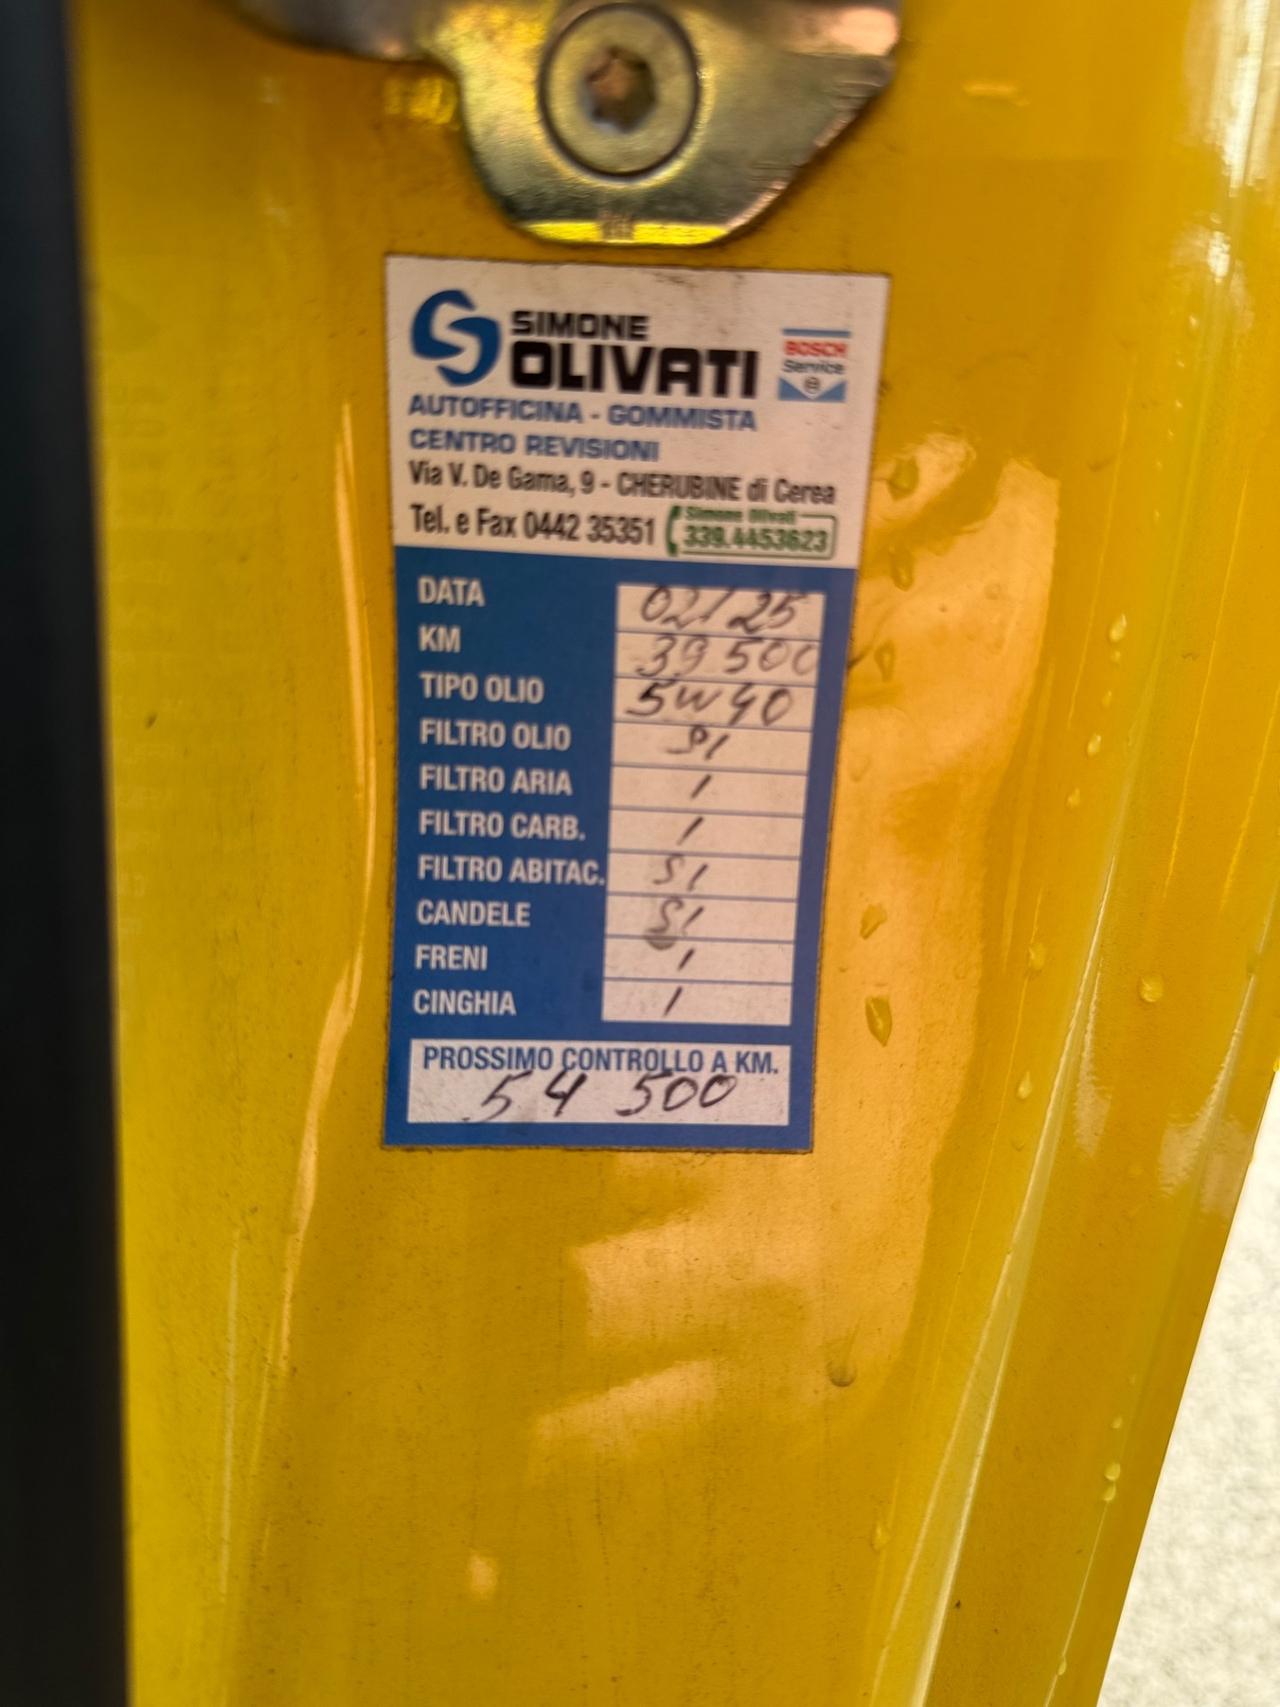 SIMONE
OLIVATI
BOSCH
Service
AUTOFFICINA - GOMMISTA
CENTRO REVISIONI
Via V. De Gama, 9 - CHERUBINE di Cerea
Tel. e Fax 0442 35351
Simone Olivati
339.4453623
DATA 02/25
KM 39 500
TIPO OLIO 5W40
FILTRO OLIO SI
FILTRO ARIA /
FILTRO CARB. /
FILTRO ABITAC. SI
CANDELE SI
FRENI /
CINGHIA /
PROSSIMO CONTROLLO A KM.
54 500